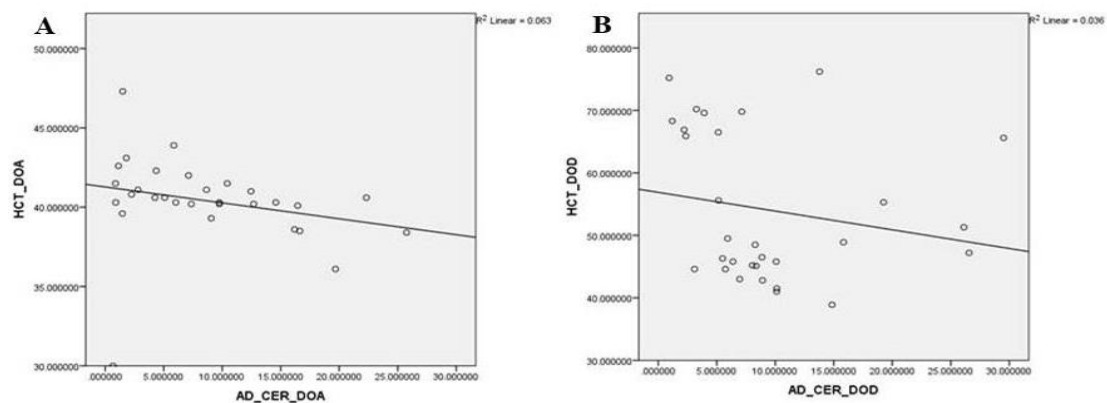 A
R² Linear = 0.063
50.000000
45.000000
40.000000
35.000000
30.000000
HCT_DOA
.000000 5.000000 10.000000 15.000000 20.000000 25.000000 30.000000
AD_CER_DOA
B
R² Linear = 0.036
80.000000
70.000000
60.000000
50.000000
40.000000
30.000000
HCT_DOD
.000000 5.000000 10.000000 15.000000 20.000000 25.000000 30.000000
AD_CER_DOD